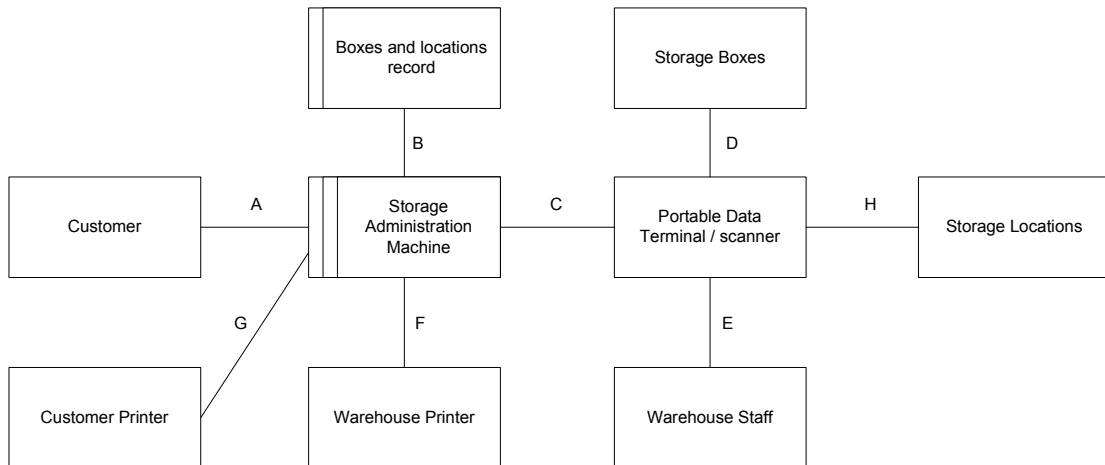 Boxes and locations
record
Storage Boxes
B
D
Customer
A
Storage
Administration
Machine
C
Portable Data
Terminal / scanner
H
Storage Locations
G
F
E
Customer Printer
Warehouse Printer
Warehouse Staff